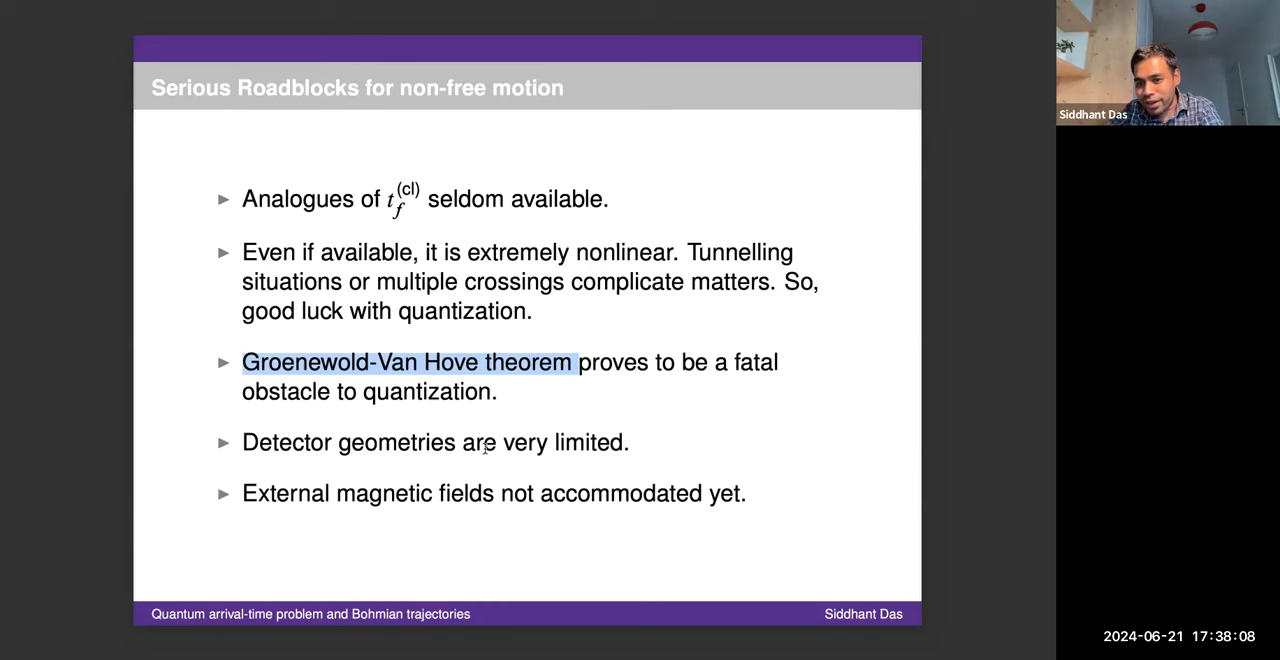 Serious Roadblocks for non-free motion
Siddhant Das
▶ Analogues of t_f^(cl) seldom available.
▶ Even if available, it is extremely nonlinear. Tunnelling
situations or multiple crossings complicate matters. So,
good luck with quantization.
▶ Groenewold-Van Hove theorem proves to be a fatal
obstacle to quantization.
▶ Detector geometries are very limited.
▶ External magnetic fields not accommodated yet.
Quantum arrival-time problem and Bohmian trajectories
Siddhant Das
2024-06-21 17:38:08